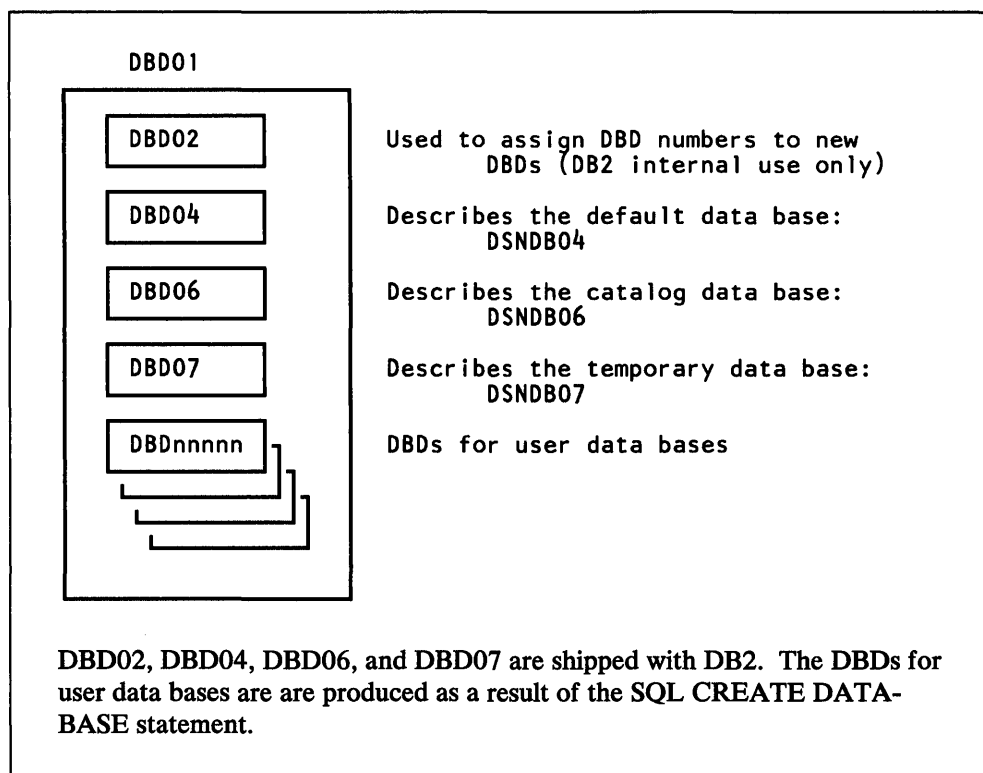 DBD01
DBD02 Used to assign DBD numbers to new
DBDs (DB2 internal use only)
DBD04 Describes the default data base:
DSNDB04
DBD06 Describes the catalog data base:
DSNDB06
DBD07 Describes the temporary data base:
DSNDB07
DBDnnnnn DBDs for user data bases
DBD02, DBD04, DBD06, and DBD07 are shipped with DB2. The DBDs for
user data bases are are produced as a result of the SQL CREATE DATA-
BASE statement.